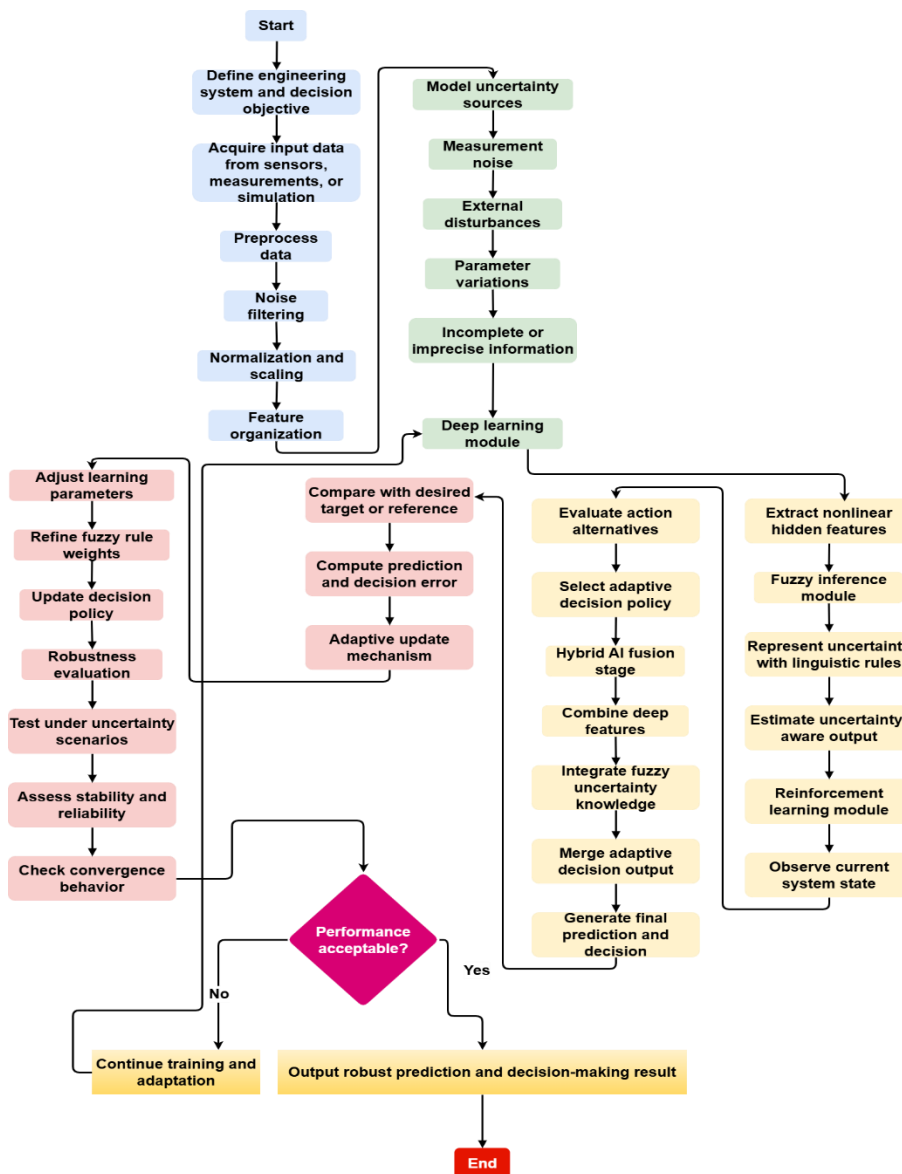 Start
Define engineering
system and decision
objective
Acquire input data
from sensors,
measurements, or
simulation
Preprocess
data
Noise
filtering
Normalization and
scaling
Feature
organization
Model uncertainty
sources
Measurement
noise
External
disturbances
Parameter
variations
Incomplete or
imprecise information
Deep learning
module
Extract nonlinear
hidden features
Fuzzy inference
module
Represent uncertaint
with linguistic rules
Estimate uncertainty
aware output
Reinforcement
learning module
Observe current
system state
Evaluate action
alternatives
Select adaptive
decision policy
Hybrid AI fusion
stage
Combine deep
features
Integrate fuzzy
uncertainty
knowledge
Merge adaptive
decision output
Generate final
prediction and
decision
Compare with desired
target or reference
Compute prediction
and decision error
Adaptive update
mechanism
Adjust learning
parameters
Refine fuzzy rule
weights
Update decision
policy
Robustness
evaluation
Test under uncertainty
scenarios
Assess stability and
reliability
Check convergence
behavior
Performance
acceptable?
No
Yes
Continue training and
adaptation
Output robust prediction and decision-making result
End